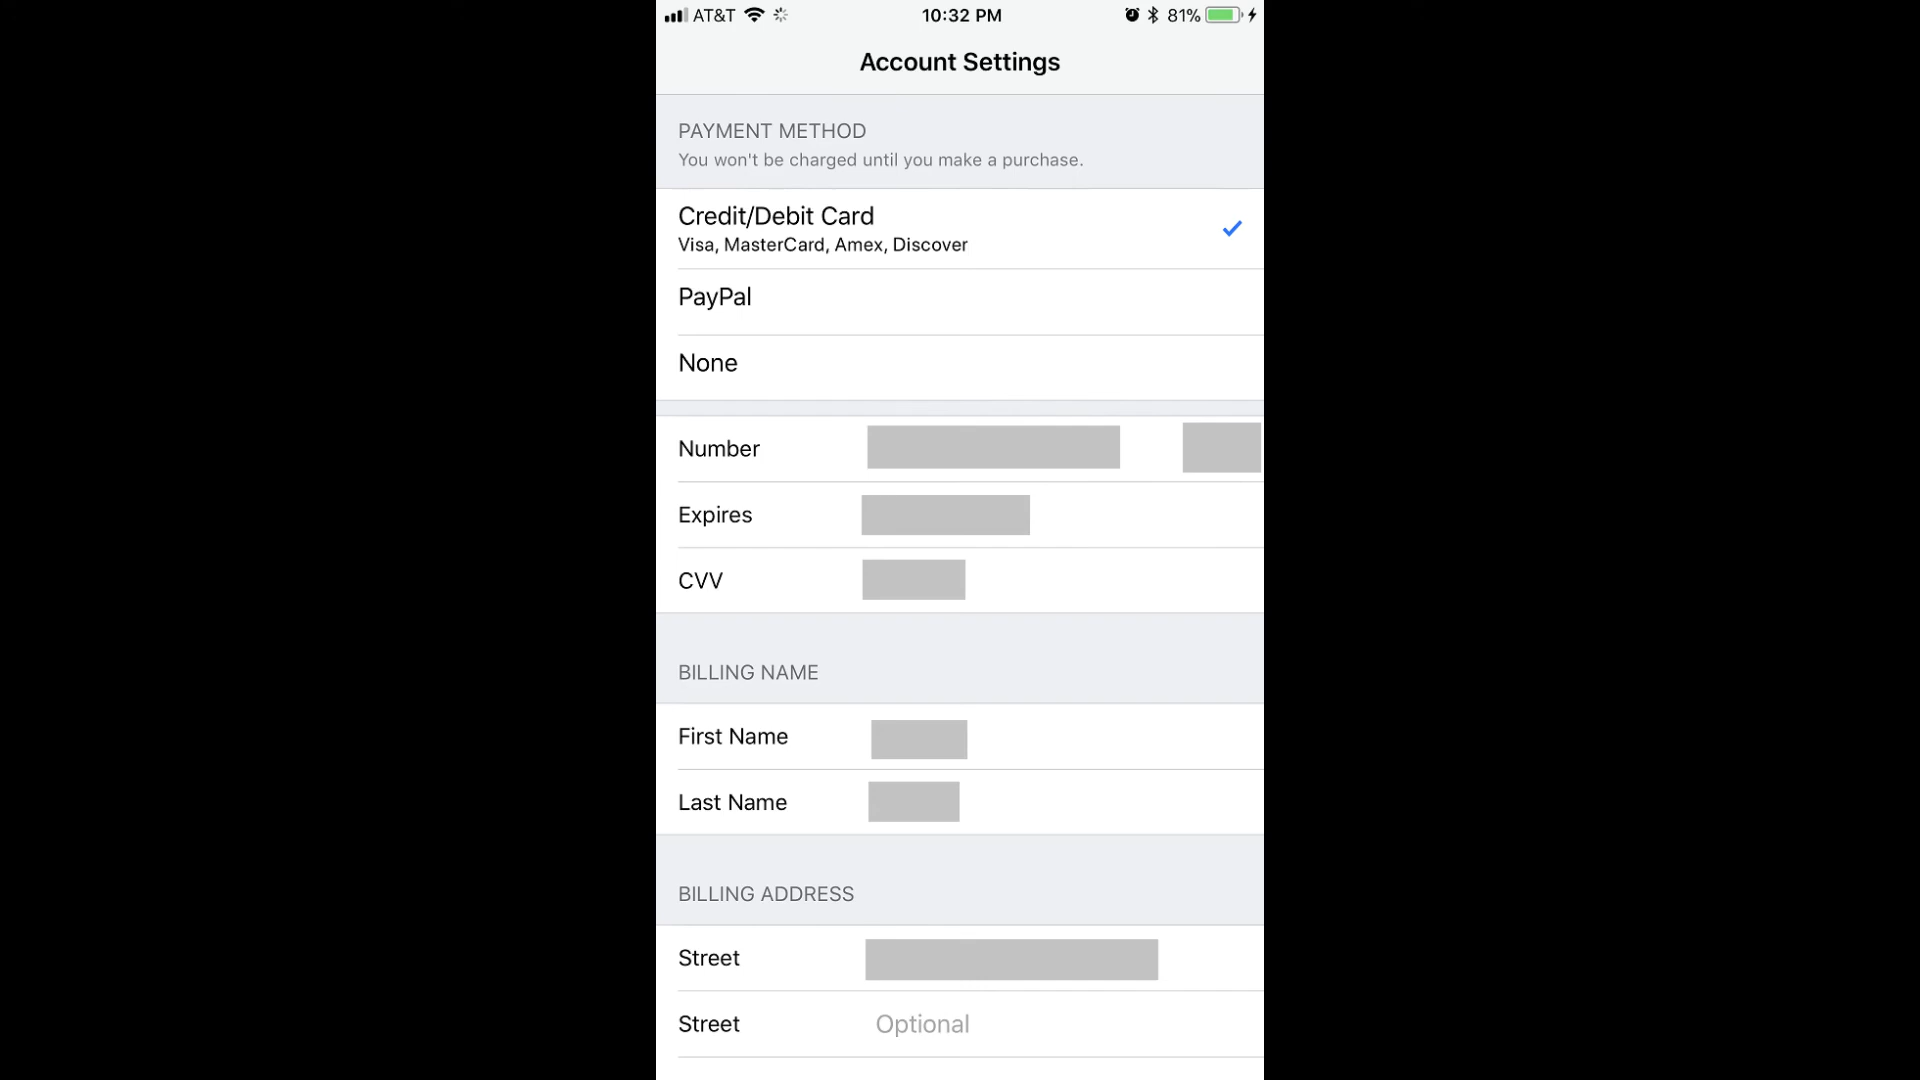 AT&T 10:32 PM 81%
Account Settings
PAYMENT METHOD
You won't be charged until you make a purchase.
Credit/Debit Card
Visa, MasterCard, Amex, Discover
PayPal
None
Number
Expires
CVV
BILLING NAME
First Name
Last Name
BILLING ADDRESS
Street
Street Optional